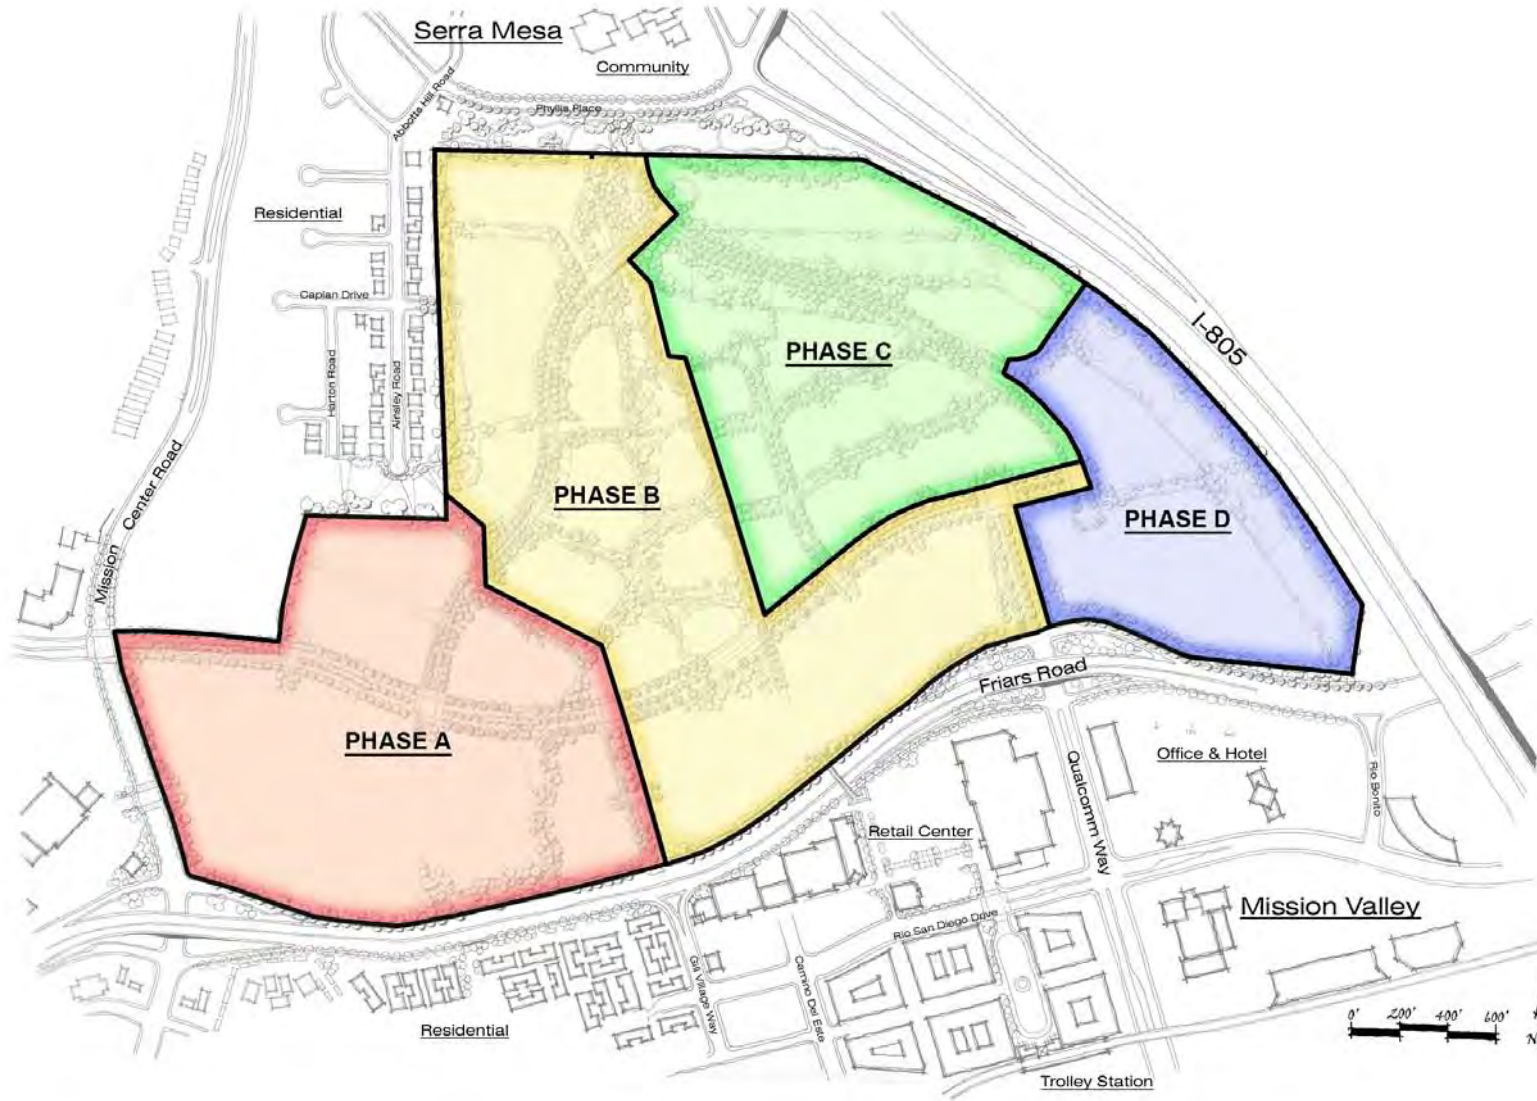 Serra Mesa
Community
Phyllis Place
Abbotts Hill Road
Residential
Caplan Drive
Harton Road
Ainsley Road
I-805
PHASE C
Mission Center Road
PHASE B
PHASE D
PHASE A
Friars Road
Qualcomm Way
Office & Hotel
Rio Bonito
Retail Center
Mission Valley
Rio San Diego Drive
Gill Village Way
Camino Del Este
Residential
Trolley Station
0' 200' 400' 600'
N